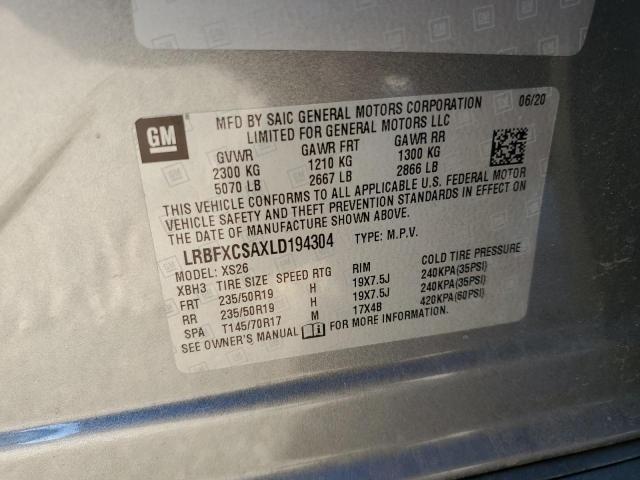 GM
MFD BY SAIC GENERAL MOTORS CORPORATION 06/20
LIMITED FOR GENERAL MOTORS LLC
GVWR GAWR FRT GAWR RR
2300 KG 1210 KG 1300 KG
5070 LB 2667 LB 2866 LB
THIS VEHICLE CONFORMS TO ALL APPLICABLE U.S. FEDERAL MOTOR
VEHICLE SAFETY AND THEFT PREVENTION STANDARDS IN EFFECT ON
THE DATE OF MANUFACTURE SHOWN ABOVE.
LRBFXCSAXLD194304 TYPE: M.P.V.
MODEL: XS26
XBH3 TIRE SIZE SPEED RTG RIM COLD TIRE PRESSURE
FRT 235/50R19 H 19X7.5J 240KPA(35PSI)
RR 235/50R19 H 19X7.5J 240KPA(35PSI)
SPA T145/70R17 M 17X4B 420KPA(60PSI)
SEE OWNER'S MANUAL FOR MORE INFORMATION.